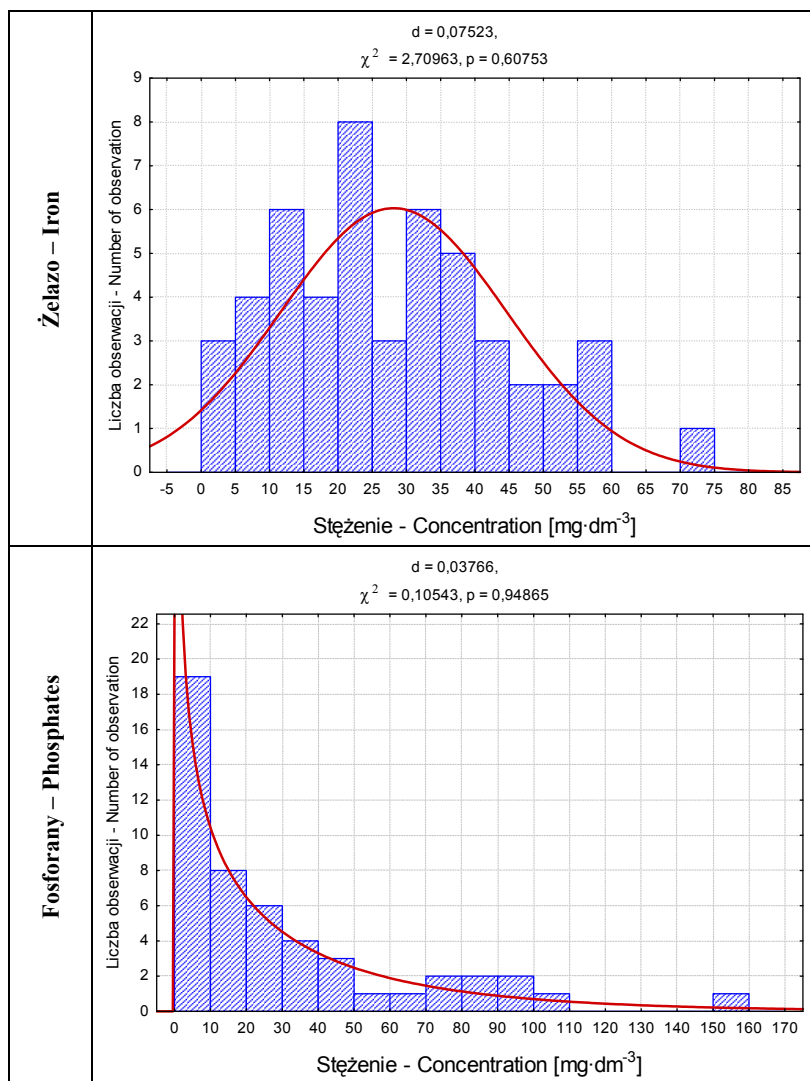 Żelazo – Iron
d = 0,07523,
χ² = 2,70963, p = 0,60753
Liczba obserwacji - Number of observation
9
8
7
6
5
4
3
2
1
0
-5 0 5 10 15 20 25 30 35 40 45 50 55 60 65 70 75 80 85
Stężenie - Concentration [mg·dm⁻³]
Fosforany – Phosphates
d = 0,03766,
χ² = 0,10543, p = 0,94865
Liczba obserwacji - Number of observation
22
20
18
16
14
12
10
8
6
4
2
0
0 10 20 30 40 50 60 70 80 90 100 110 120 130 140 150 160 170
Stężenie - Concentration [mg·dm⁻³]